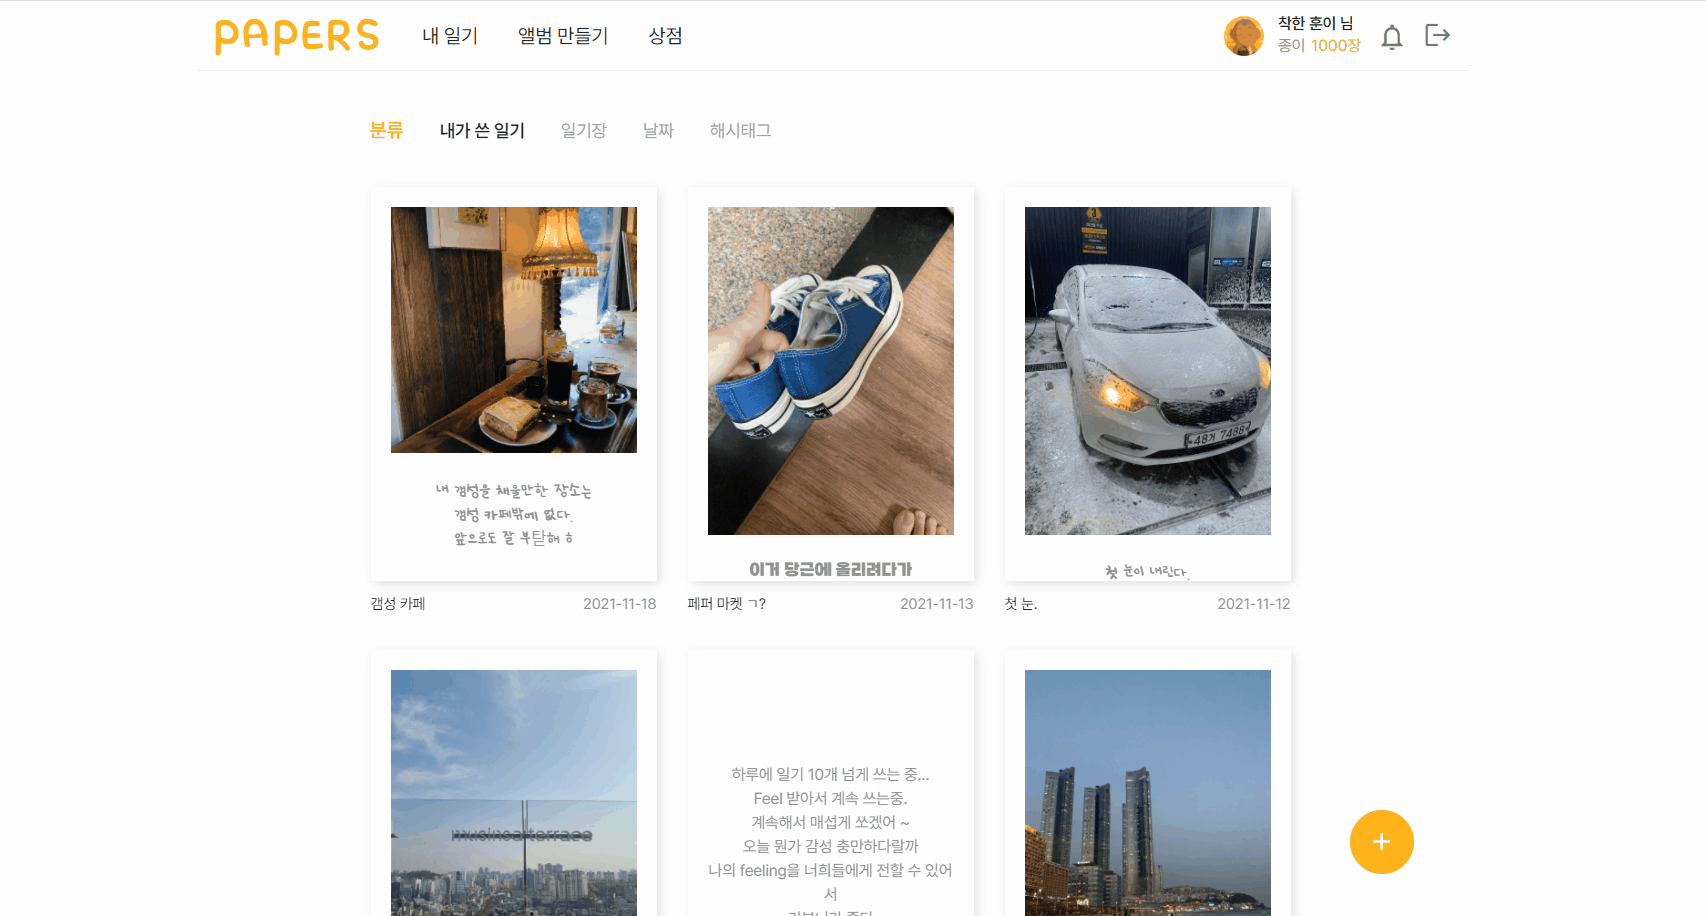 PAPERS
내 일기
앨범 만들기
상점
착한 훈이 님
종이 1000장
분류
내가 쓴 일기
일기장
날짜
해시태그
48거 7488
내 갬성을 채울만한 장소는
갬성 카페밖에 없다.
앞으로도 잘 부탇해 ㅎ
이거 당근에 올리려다가
첫 눈이 내린다.
갬성 카페
2021-11-18
페퍼 마켓 ㄱ?
2021-11-13
첫 눈.
2021-11-12
musinsa terrace
하루에 일기 10개 넘게 쓰는 중...
Feel 받아서 계속 쓰는중.
계속해서 매섭게 쏘겠어 ~
오늘 뭔가 감성 충만하다랄까
나의 feeling을 너희들에게 전할 수 있어
서